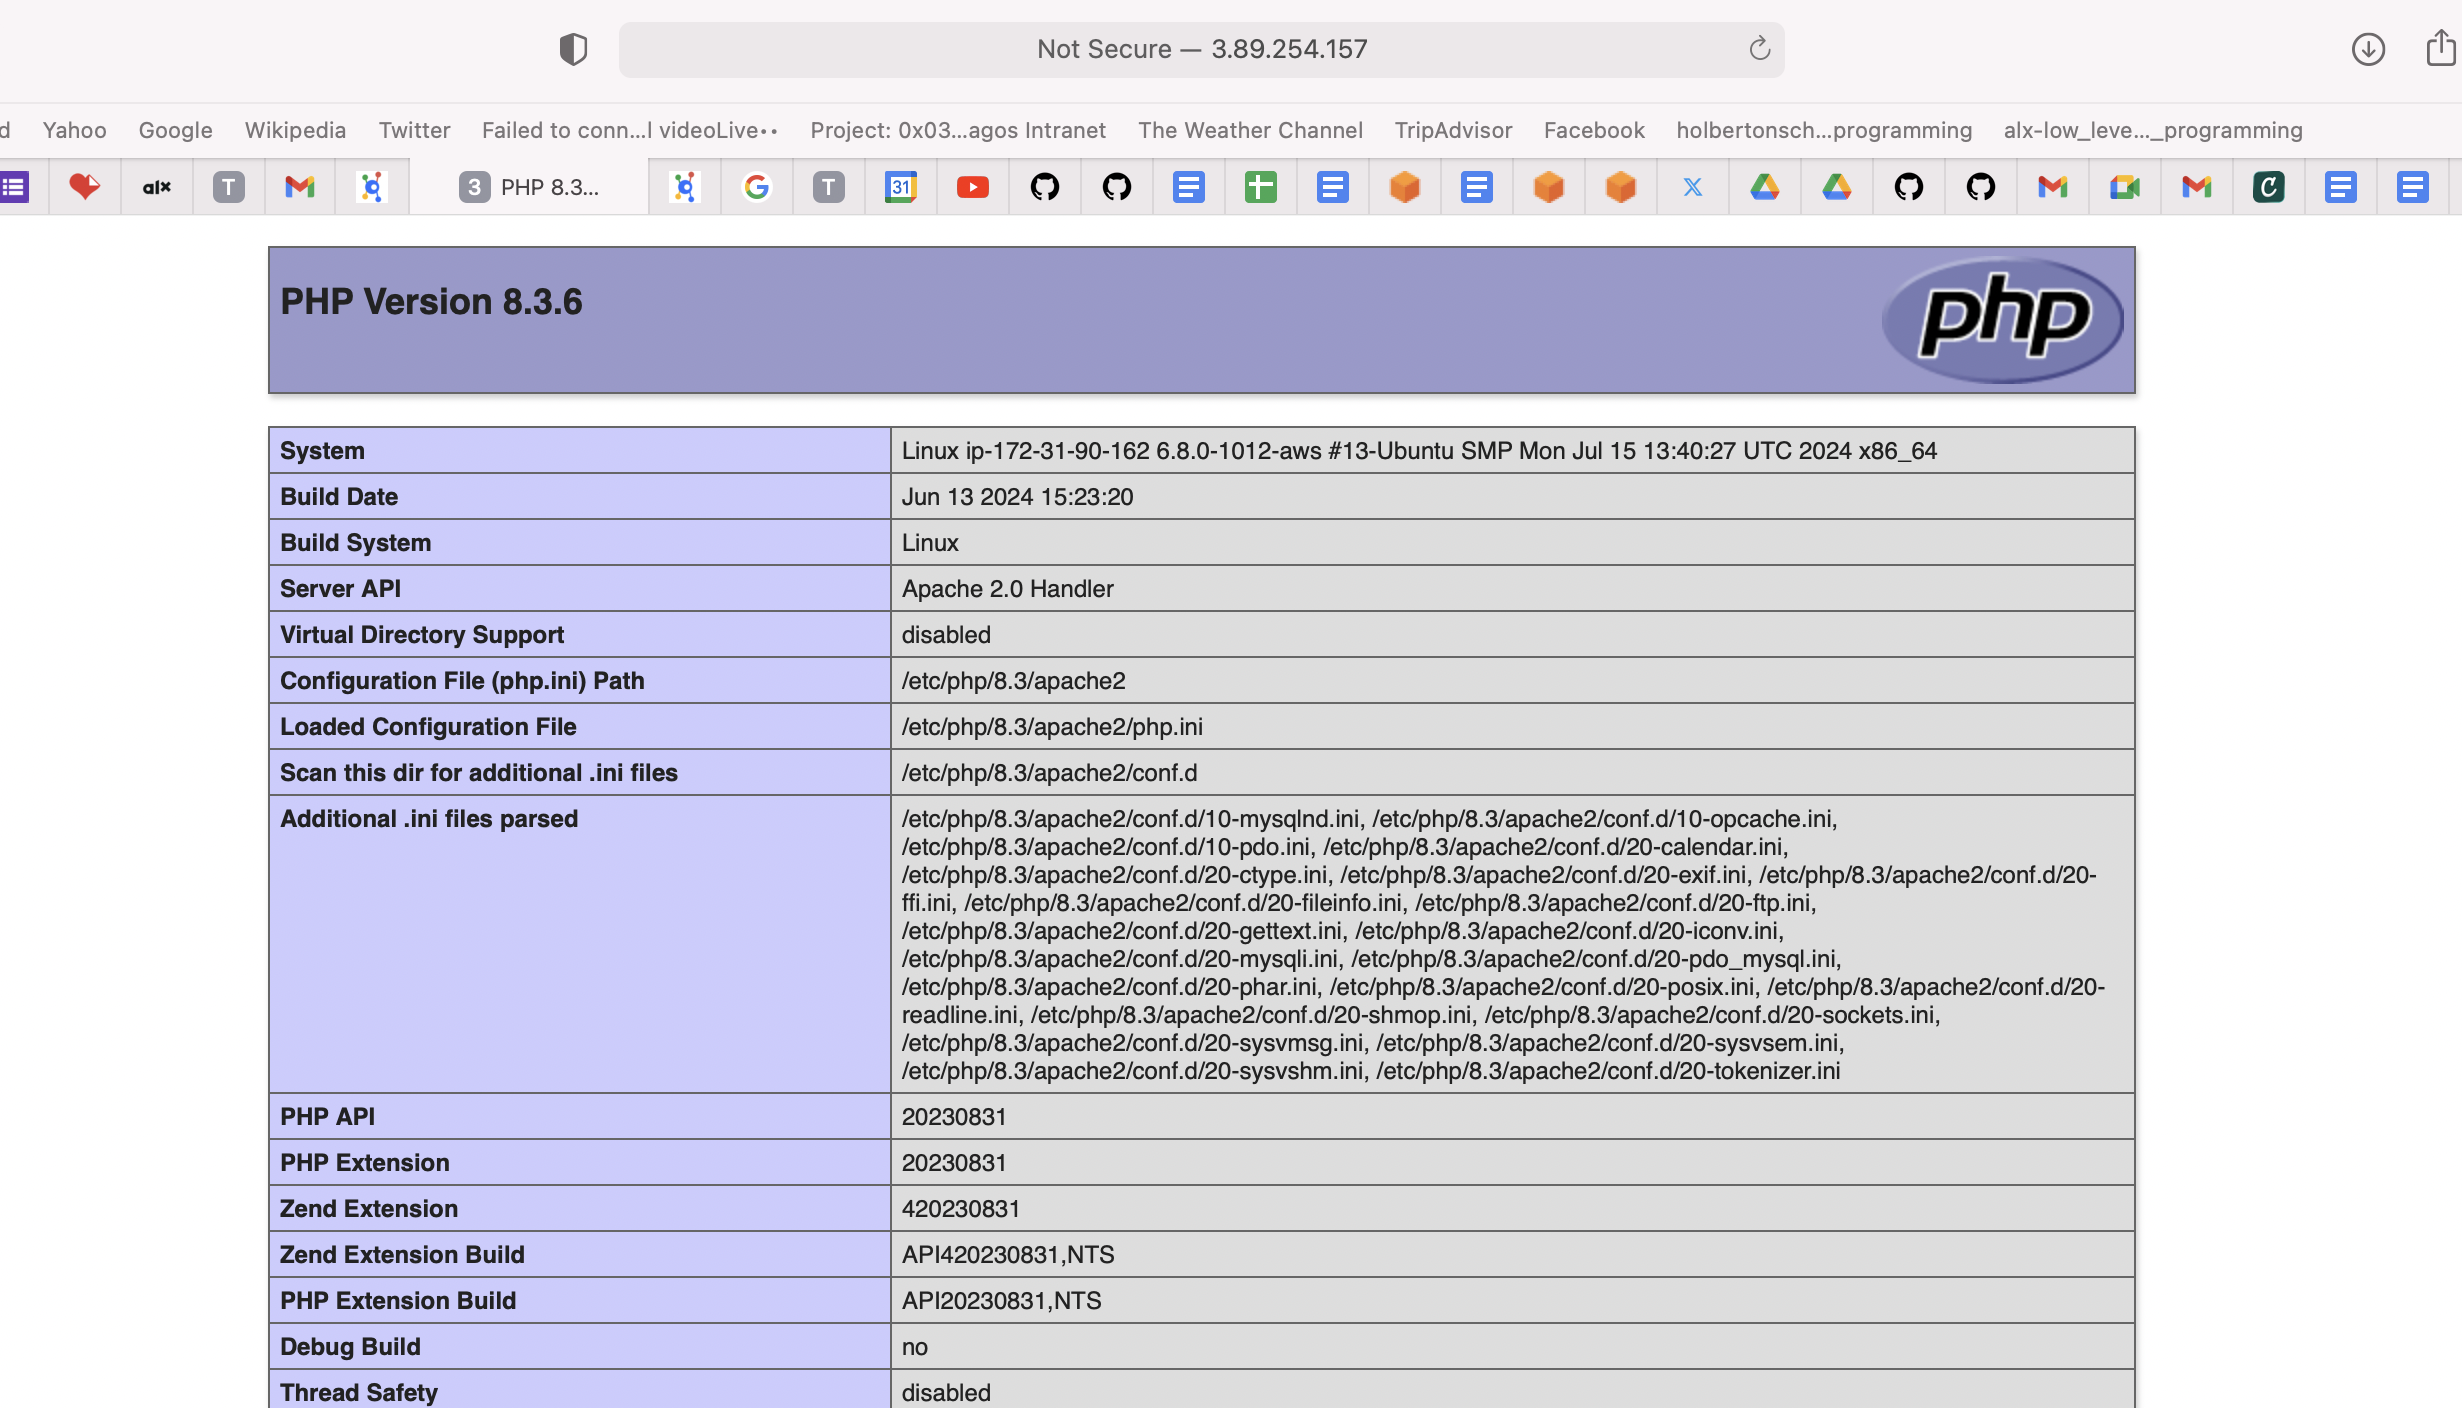 Not Secure — 3.89.254.157
d Yahoo Google Wikipedia Twitter Failed to conn...l videoLive•• Project: 0x03...agos Intranet The Weather Channel TripAdvisor Facebook holbertonsch...programming alx-low_leve..._programming
alx T 3 PHP 8.3... G T 31 T X C
PHP Version 8.3.6
php
System Linux ip-172-31-90-162 6.8.0-1012-aws #13-Ubuntu SMP Mon Jul 15 13:40:27 UTC 2024 x86_64
Build Date Jun 13 2024 15:23:20
Build System Linux
Server API Apache 2.0 Handler
Virtual Directory Support disabled
Configuration File (php.ini) Path /etc/php/8.3/apache2
Loaded Configuration File /etc/php/8.3/apache2/php.ini
Scan this dir for additional .ini files /etc/php/8.3/apache2/conf.d
Additional .ini files parsed /etc/php/8.3/apache2/conf.d/10-mysqlnd.ini, /etc/php/8.3/apache2/conf.d/10-opcache.ini,
/etc/php/8.3/apache2/conf.d/10-pdo.ini, /etc/php/8.3/apache2/conf.d/20-calendar.ini,
/etc/php/8.3/apache2/conf.d/20-ctype.ini, /etc/php/8.3/apache2/conf.d/20-exif.ini, /etc/php/8.3/apache2/conf.d/20-
ffi.ini, /etc/php/8.3/apache2/conf.d/20-fileinfo.ini, /etc/php/8.3/apache2/conf.d/20-ftp.ini,
/etc/php/8.3/apache2/conf.d/20-gettext.ini, /etc/php/8.3/apache2/conf.d/20-iconv.ini,
/etc/php/8.3/apache2/conf.d/20-mysqli.ini, /etc/php/8.3/apache2/conf.d/20-pdo_mysql.ini,
/etc/php/8.3/apache2/conf.d/20-phar.ini, /etc/php/8.3/apache2/conf.d/20-posix.ini, /etc/php/8.3/apache2/conf.d/20-
readline.ini, /etc/php/8.3/apache2/conf.d/20-shmop.ini, /etc/php/8.3/apache2/conf.d/20-sockets.ini,
/etc/php/8.3/apache2/conf.d/20-sysvmsg.ini, /etc/php/8.3/apache2/conf.d/20-sysvsem.ini,
/etc/php/8.3/apache2/conf.d/20-sysvshm.ini, /etc/php/8.3/apache2/conf.d/20-tokenizer.ini
PHP API 20230831
PHP Extension 20230831
Zend Extension 420230831
Zend Extension Build API420230831,NTS
PHP Extension Build API20230831,NTS
Debug Build no
Thread Safety disabled